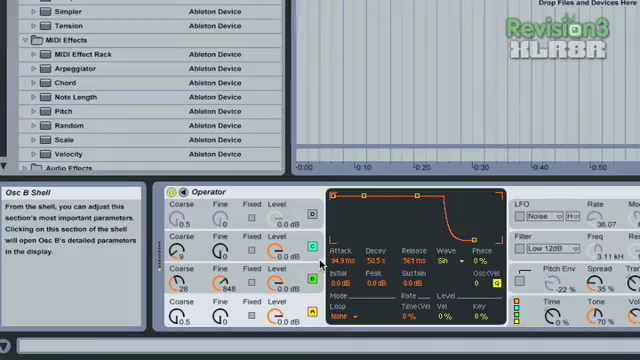 Drop Files and Devices Here
Revision3
XLR8R
Simpler Ableton Device
Tension Ableton Device
MIDI Effects
MIDI Effect Rack Ableton Device
Arpeggiator Ableton Device
Chord Ableton Device
Note Length Ableton Device
Pitch Ableton Device
Random Ableton Device
Scale Ableton Device
Velocity Ableton Device
Audio Effects
0:00 0:10 0:20 0:30 0:40 0:50
Osc B Shell
From the shell, you can adjust this
section's most important parameters.
Clicking on this section of the shell
will open Osc B's detailed parameters
in the display.
Operator
Coarse Fine Fixed Level
0.5 0 0.0 dB D
Coarse Fine Fixed Level
9 0 0.0 dB C
Coarse Fine Fixed Level
28 848 0.0 dB B
Coarse Fine Fixed Level
0.5 0 0.0 dB A
Attack Decay Release Wave Phase
94.9 ms 50.5 s 561 ms Sin 0 %
Initial Peak Sustain Osc<Vel
0.0 dB 0.0 dB 0.0 dB 0 Q
Mode Rate Level
Loop Time<Vel Vel Key
None 0 % 0 % 0 %
LFO
Noise H
Filter Freq
Low 12dB 3.11 kH
Pitch Env Spread
-22 % 35 %
Time Tone
0 % 70 %